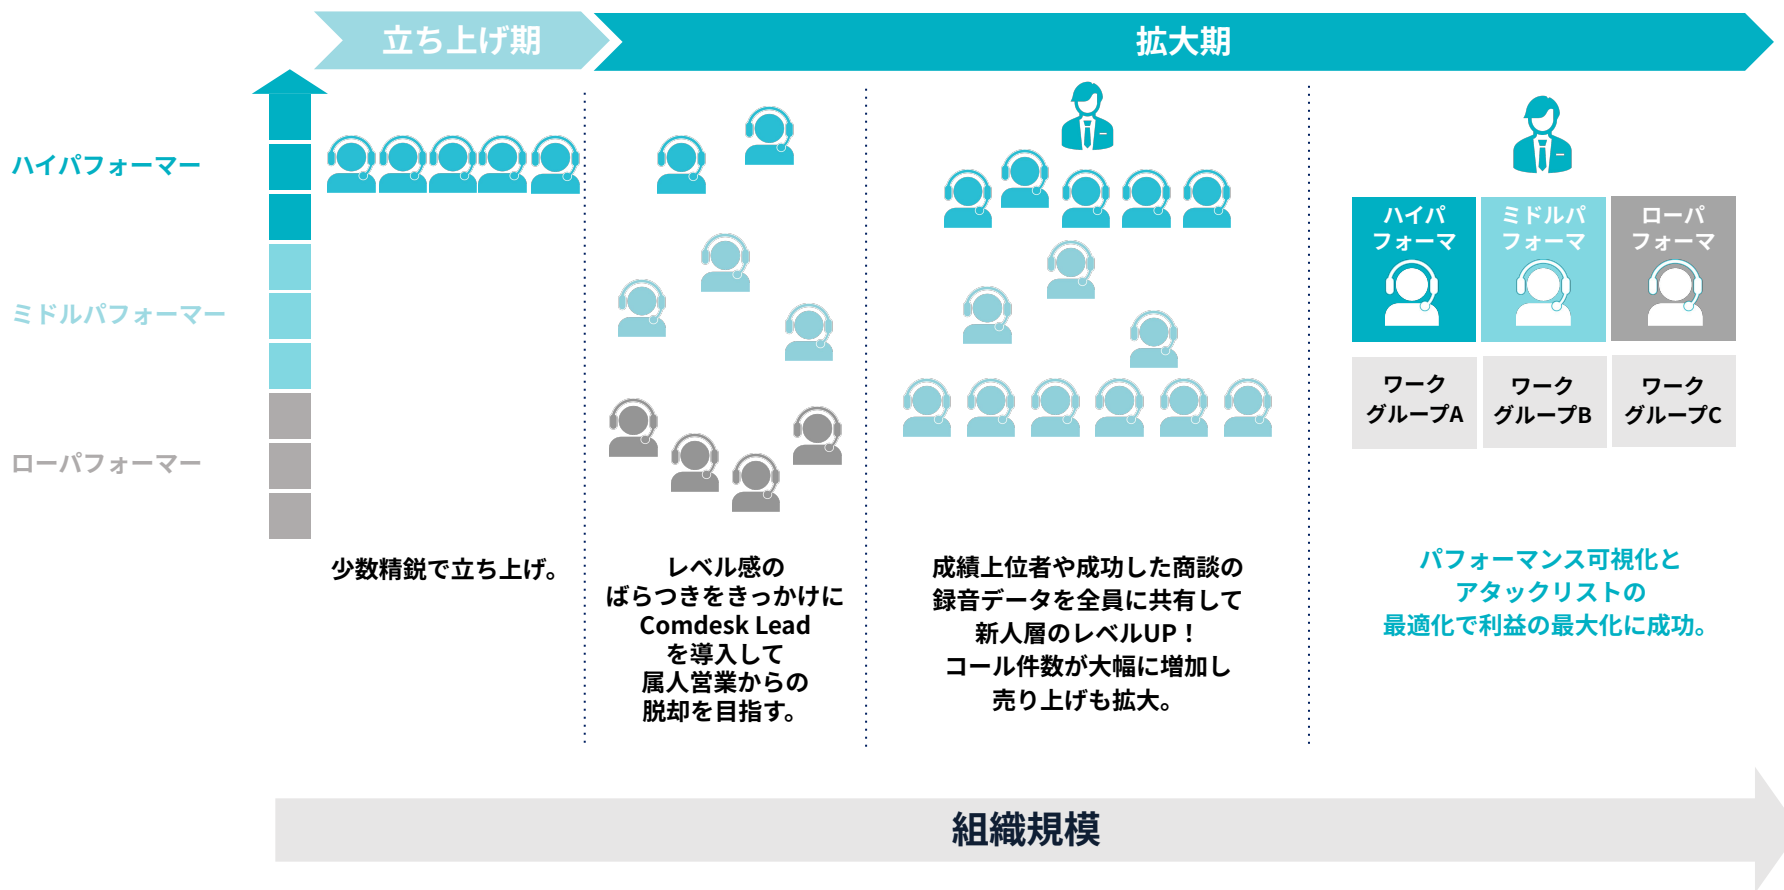 立ち上げ期
拡大期
ハイパフォーマー
ミドルパフォーマー
ローパフォーマー
ハイパ
フォーマ
ミドルパ
フォーマ
ローパ
フォーマ
ワーク
グループA
ワーク
グループB
ワーク
グループC
少数精鋭で立ち上げ。
レベル感の
ばらつきをきっかけに
Comdesk Lead
を導入して
属人営業からの
脱却を目指す。
成績上位者や成功した商談の
録音データを全員に共有して
新人層のレベルUP！
コール件数が大幅に増加し
売り上げも拡大。
パフォーマンス可視化と
アタックリストの
最適化で利益の最大化に成功。
組織規模